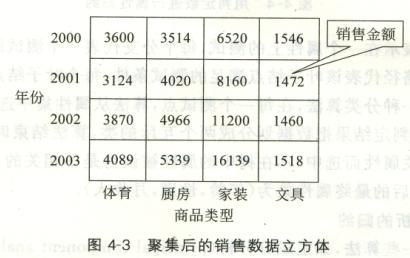 销售金额
2000 3600 3514 6520 1546
2001 3124 4020 8160 1472
年份
2002 3870 4966 11200 1460
2003 4089 5339 16139 1518
体育 厨房 家装 文具
商品类型
图 4-3 聚集后的销售数据立方体